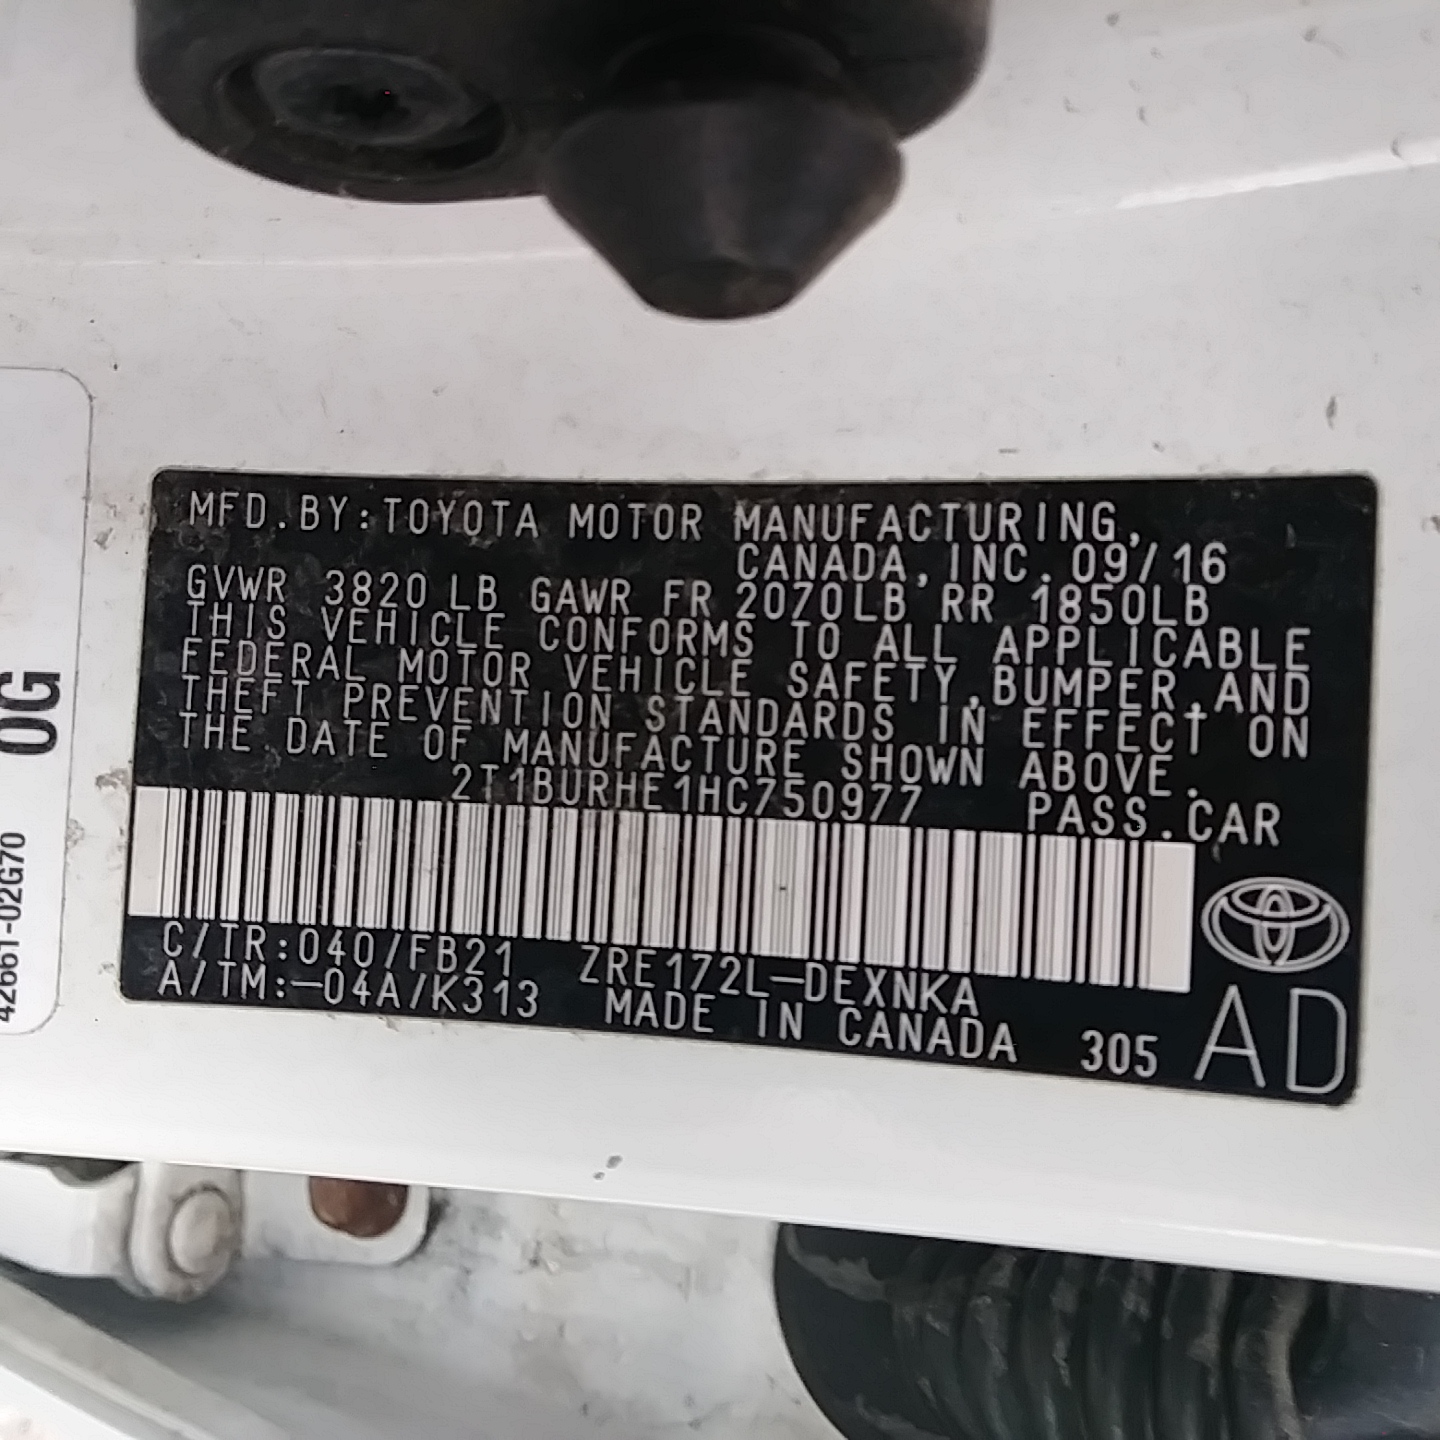 MFD.BY:TOYOTA MOTOR MANUFACTURING,
CANADA,INC.09/16
GVWR 3820LB GAWR FR 2070LB RR 1850LB
THIS VEHICLE CONFORMS TO ALL APPLICABLE
FEDERAL MOTOR VEHICLE SAFETY,BUMPER,AND
THEFT PREVENTION STANDARDS IN EFFECT ON
THE DATE OF MANUFACTURE SHOWN ABOVE.
2T1BURHE1HC750977 PASS.CAR
C/TR:040/FB21 ZRE172L-DEXNKA
A/TM:-04A/K313 MADE IN CANADA 305 AD
0G
42661-02G70